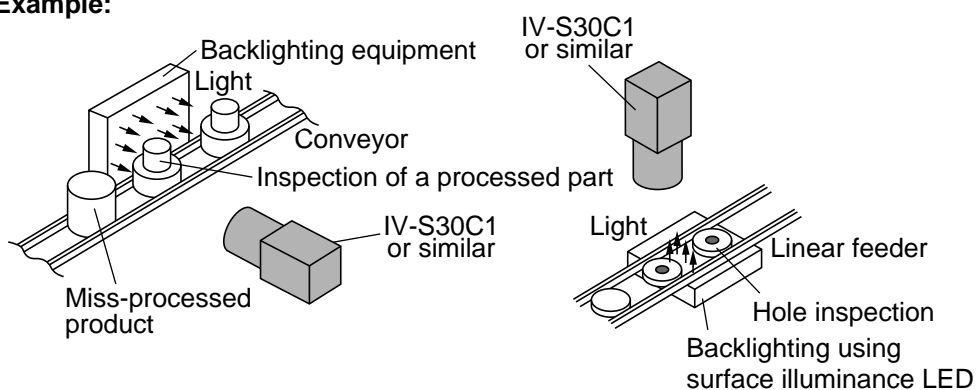 Example:
Backlighting equipment
Light
Conveyor
Inspection of a processed part
IV-S30C1
or similar
Miss-processed
product
IV-S30C1
or similar
Light
Linear feeder
Hole inspection
Backlighting using
surface illuminance LED